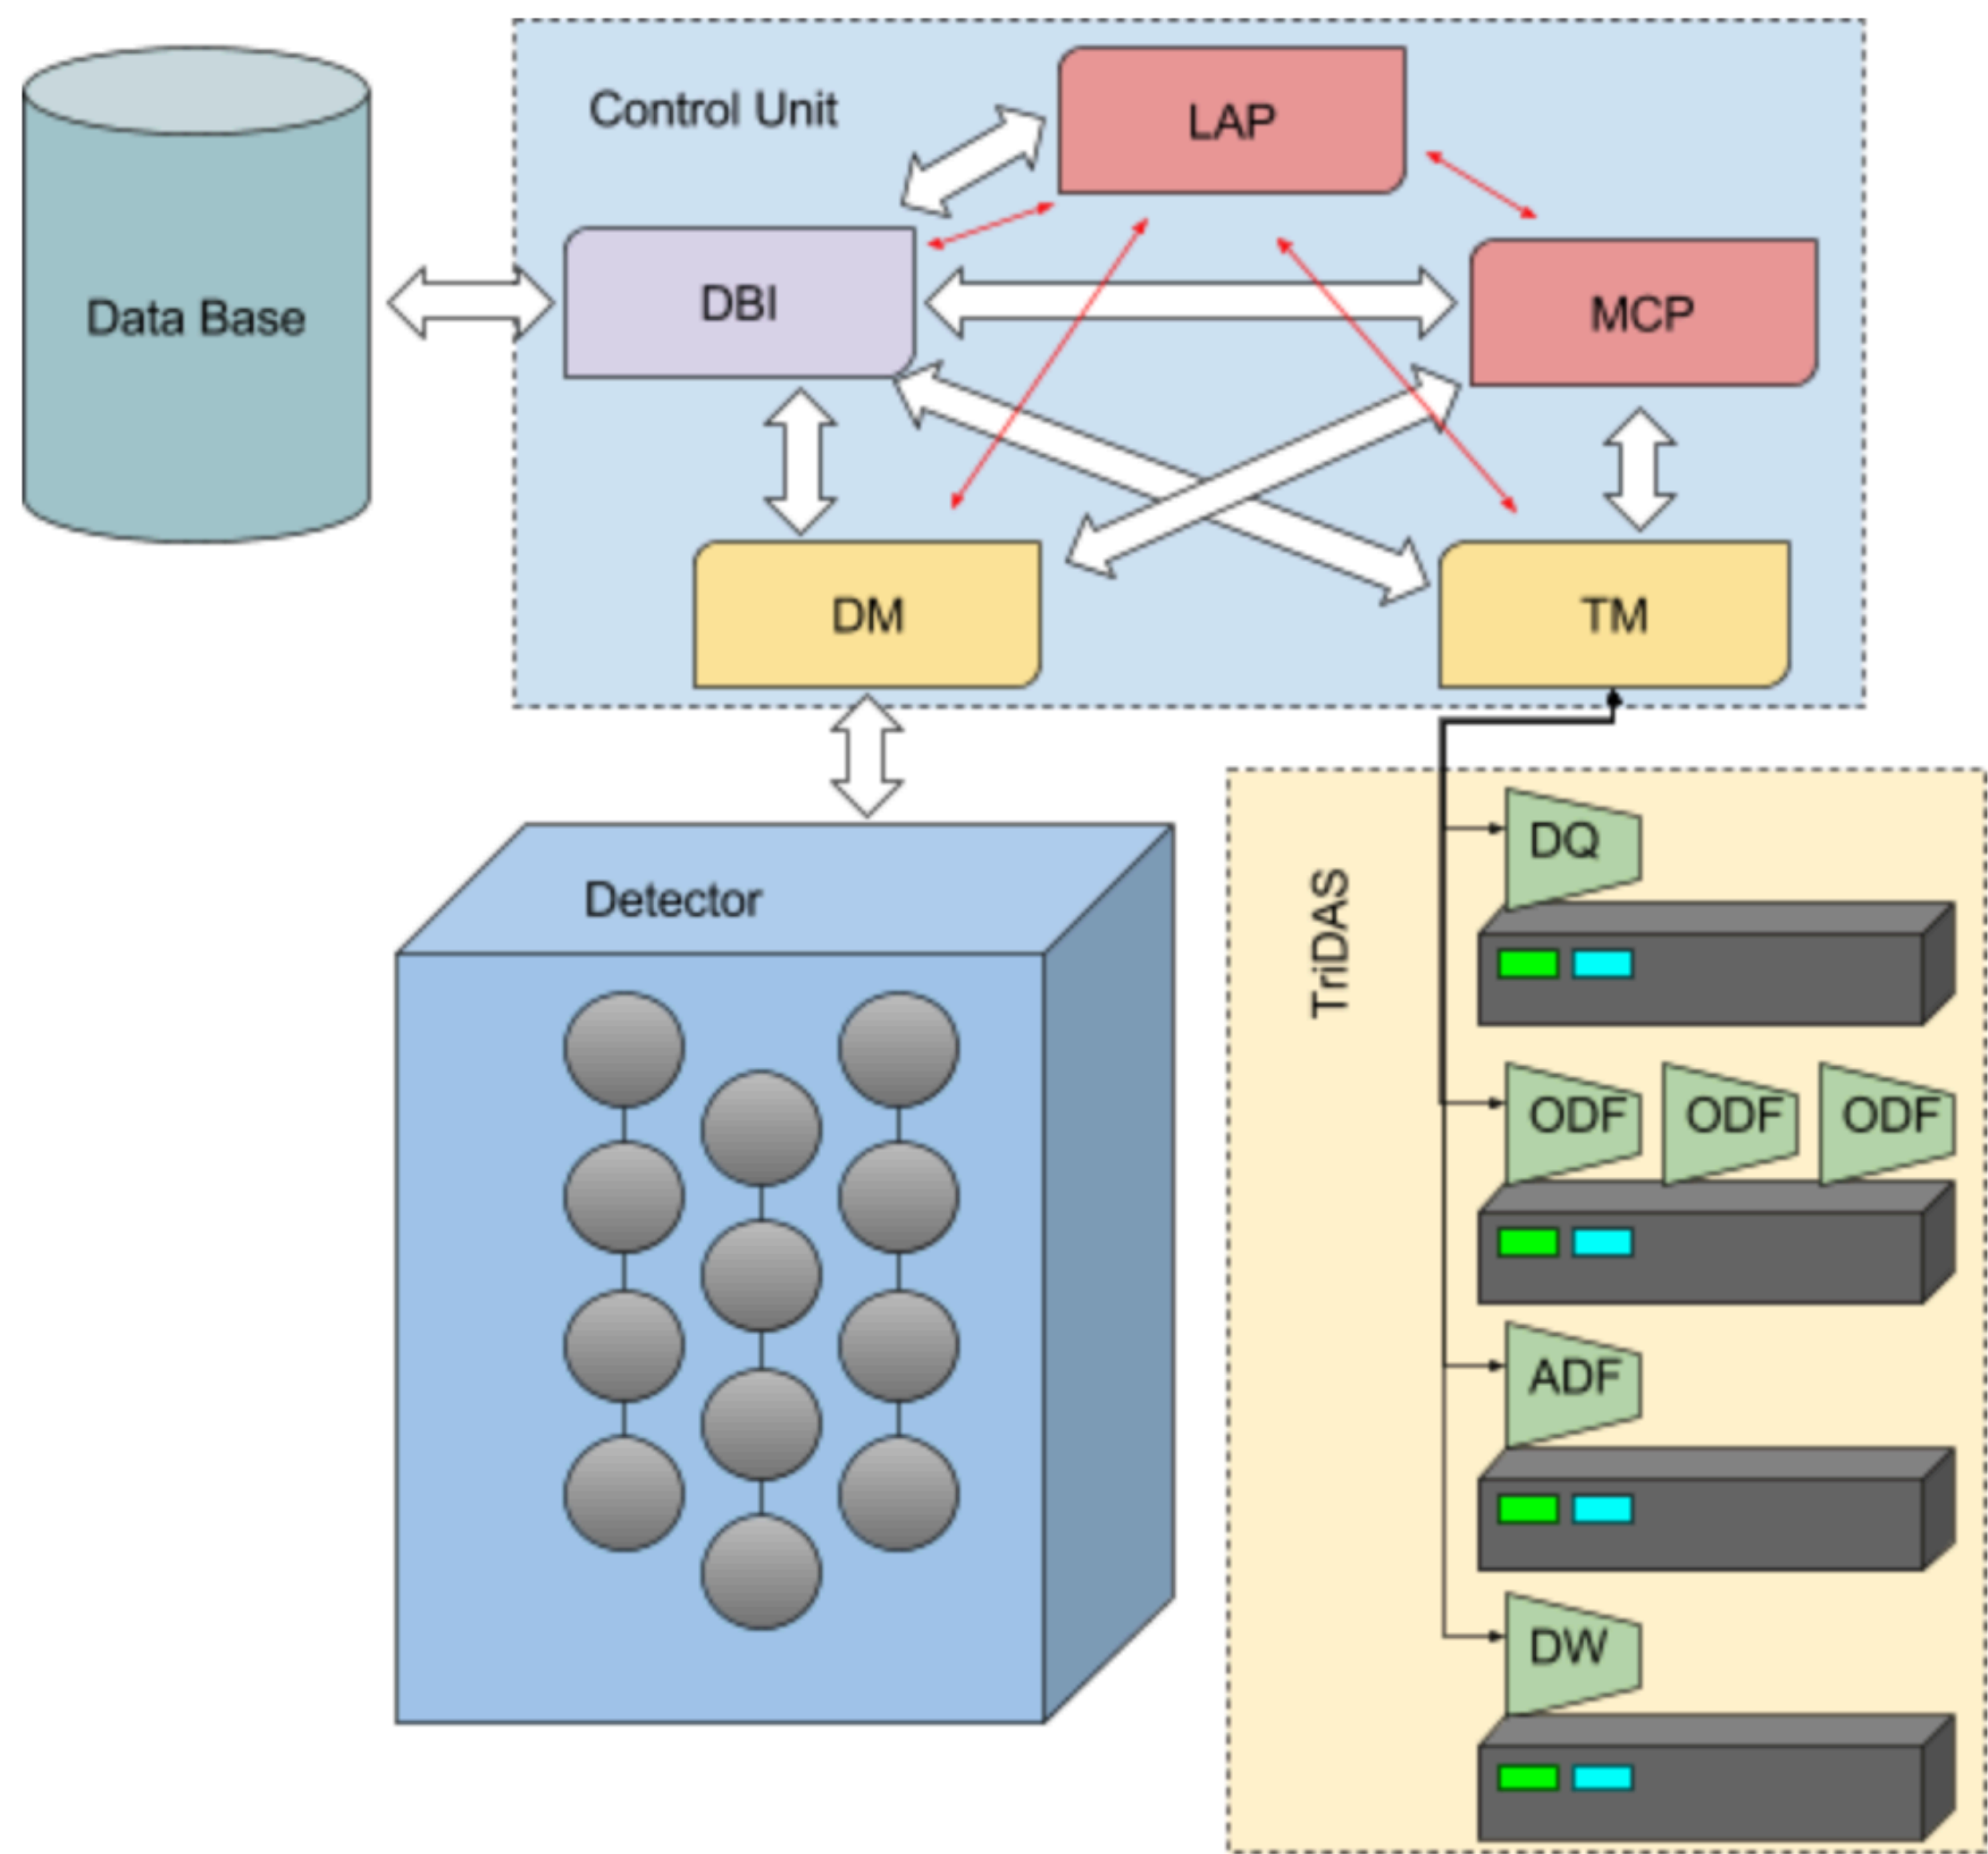 Control Unit
LAP
Data Base
DBI
MCP
DM
TM
Detector
TriDAS
DQ
ODF ODF ODF
ADF
DW